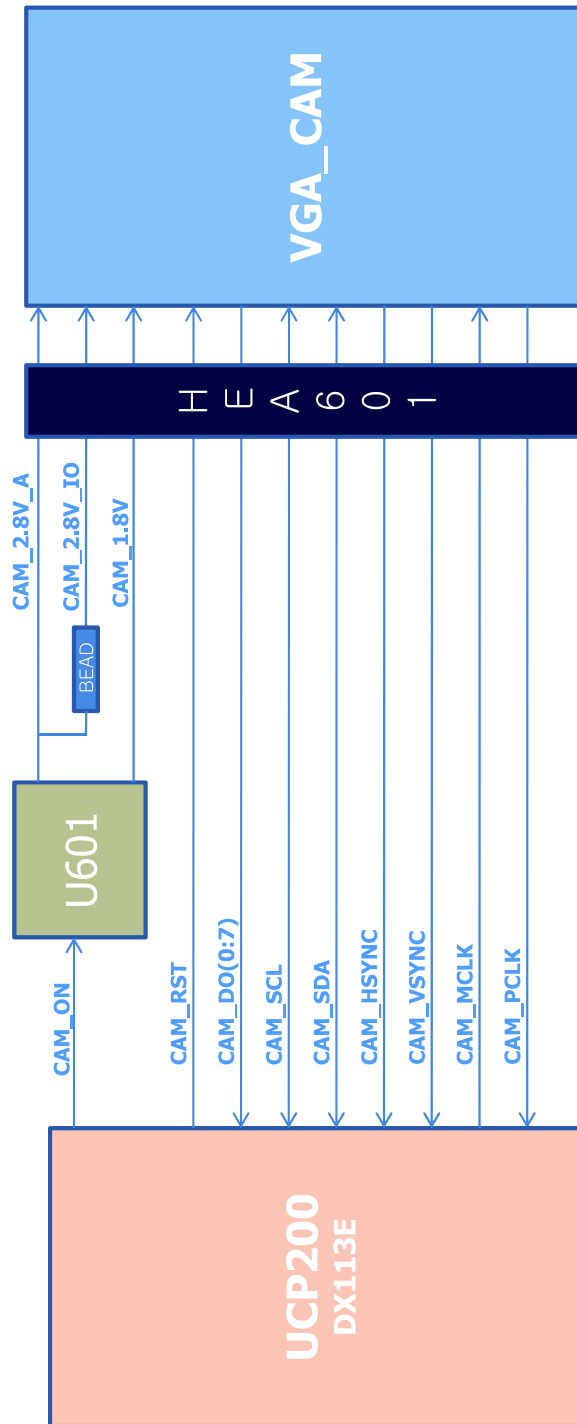 VGA_CAM
HEA601
CAM_2.8V_A
CAM_2.8V_IO
CAM_1.8V
BEAD
U601
CAM_ON
CAM_RST
CAM_DO(0:7)
CAM_SCL
CAM_SDA
CAM_HSYNC
CAM_VSYNC
CAM_MCLK
CAM_PCLK
UCP200
DX113E